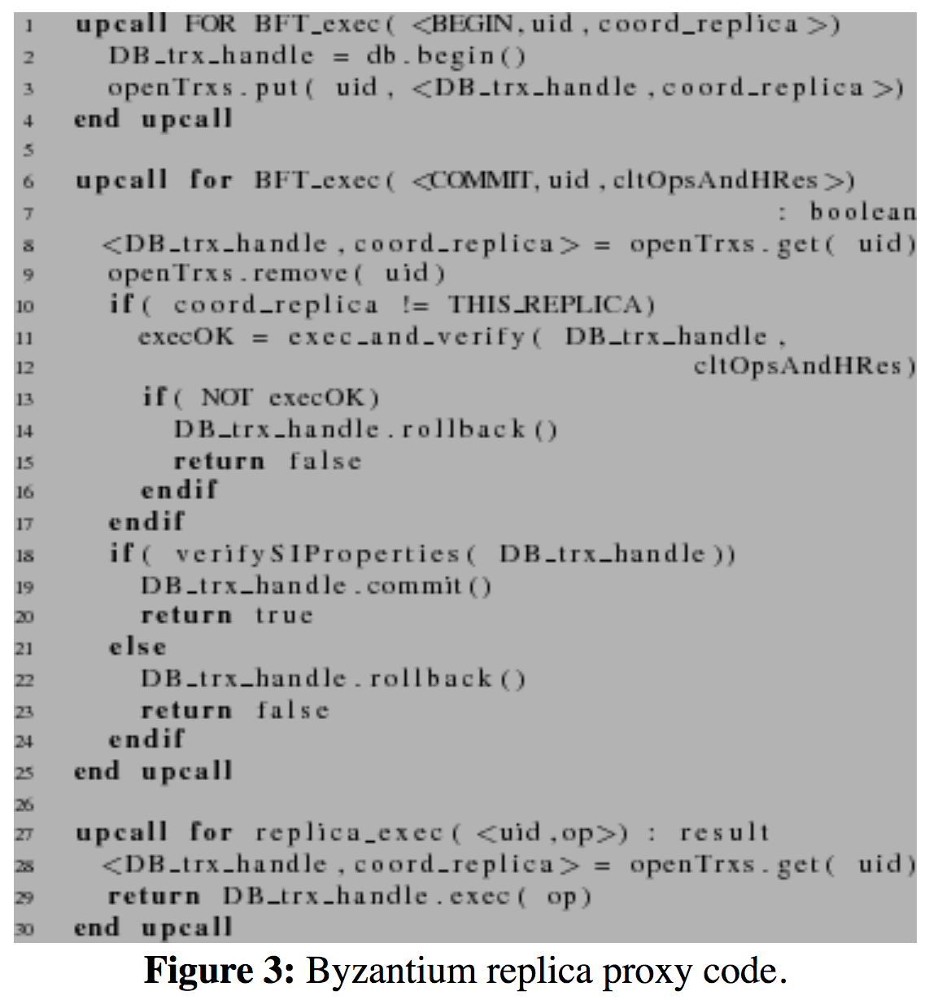 1 upcall FOR BFT_exec( <BEGIN, uid, coord_replica>)
2 DB_trx_handle = db.begin()
3 openTrxs.put( uid, <DB_trx_handle, coord_replica>)
4 end upcall
5
6 upcall for BFT_exec( <COMMIT, uid, cltOpsAndHRes>)
7 : boolean
8 <DB_trx_handle, coord_replica> = openTrxs.get( uid)
9 openTrxs.remove( uid)
10 if( coord_replica != THIS_REPLICA)
11 execOK = exec_and_verify( DB_trx_handle,
12 cltOpsAndHRes)
13 if( NOT execOK)
14 DB_trx_handle.rollback()
15 return false
16 endif
17 endif
18 if( verifySIProperties( DB_trx_handle))
19 DB_trx_handle.commit()
20 return true
21 else
22 DB_trx_handle.rollback()
23 return false
24 endif
25 end upcall
26
27 upcall for replica_exec( <uid,op>) : result
28 <DB_trx_handle, coord_replica> = openTrxs.get( uid)
29 return DB_trx_handle.exec( op)
30 end upcall
Figure 3: Byzantium replica proxy code.